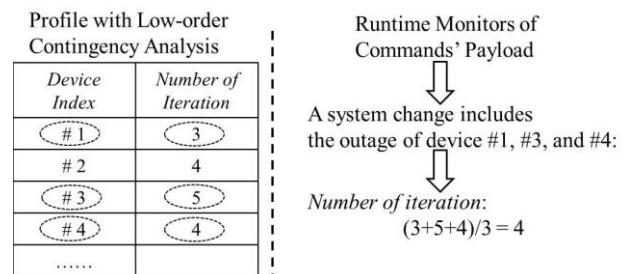 Profile with Low-order
Contingency Analysis
Device Index
Number of Iteration
# 1 3
# 2 4
# 3 5
# 4 4
......
Runtime Monitors of
Commands' Payload
A system change includes
the outage of device #1, #3, and #4:
Number of iteration:
(3+5+4)/3 = 4